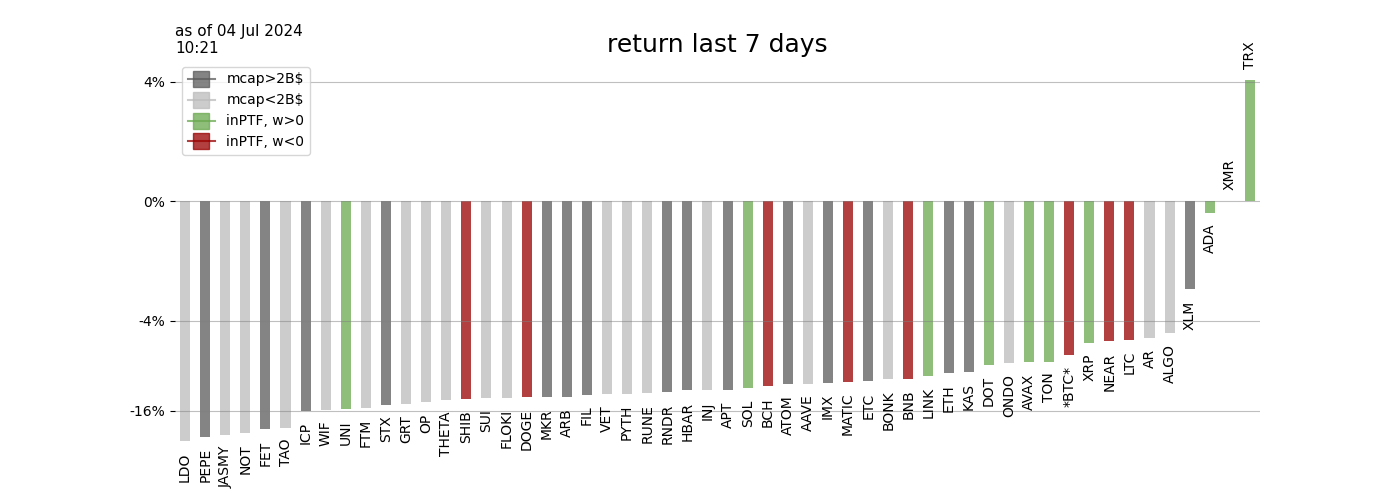 as of 04 Jul 2024
10:21
return last 7 days
mcap>2B$
mcap<2B$
inPTF, w>0
inPTF, w<0
4%
0%
-4%
-16%
LDO
PEPE
JASMY
NOT
FET
TAO
ICP
WIF
UNI
FTM
STX
GRT
OP
THETA
SHIB
SUI
FLOKI
DOGE
MKR
ARB
FIL
VET
PYTH
RUNE
RNDR
HBAR
INJ
APT
SOL
BCH
ATOM
AAVE
IMX
MATIC
ETC
BONK
BNB
LINK
ETH
KAS
DOT
ONDO
AVAX
TON
*BTC*
XRP
NEAR
LTC
AR
ALGO
XLM
ADA
XMR
TRX